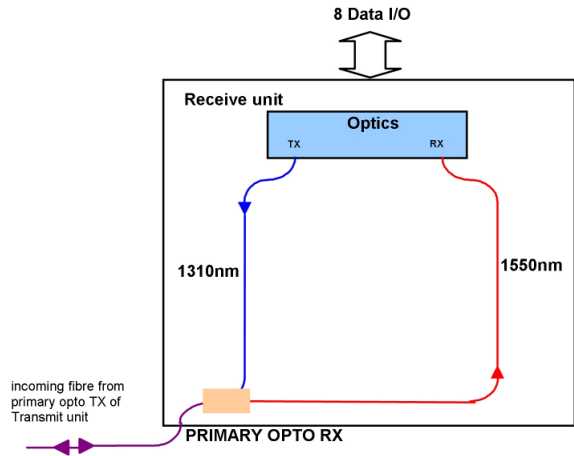 8 Data I/O
Receive unit
Optics
TX
RX
1310nm
1550nm
incoming fibre from
primary opto TX of
Transmit unit
PRIMARY OPTO RX